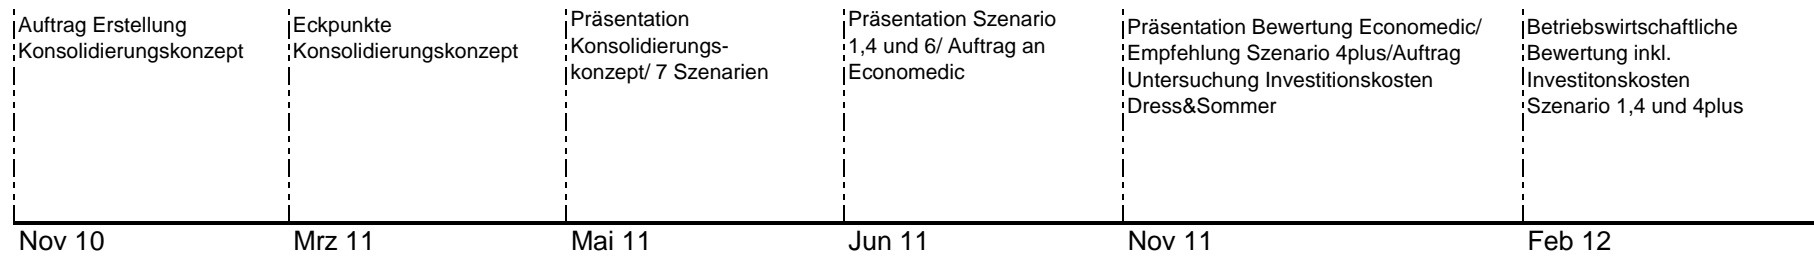 Auftrag Erstellung
Konsolidierungskonzept
Eckpunkte
Konsolidierungskonzept
Präsentation
Konsolidierungs-
konzept/ 7 Szenarien
Präsentation Szenario
1,4 und 6/ Auftrag an
Economedic
Präsentation Bewertung Economedic/
Empfehlung Szenario 4plus/Auftrag
Untersuchung Investitionskosten
Dress&Sommer
Betriebswirtschaftliche
Bewertung inkl.
Investitonskosten
Szenario 1,4 und 4plus
Nov 10
Mrz 11
Mai 11
Jun 11
Nov 11
Feb 12